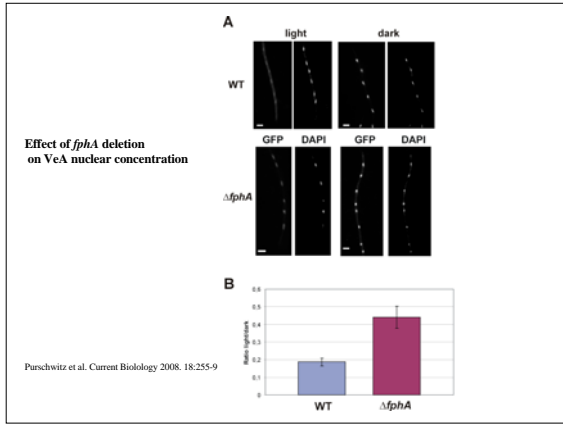 A
light dark
WT
Effect of fphA deletion
on VeA nuclear concentration
GFP DAPI GFP DAPI
ΔfphA
B
Ratio light/dark
0.6
0.5
0.4
0.3
0.2
0.1
0
WT ΔfphA
Purschwitz et al. Current Biolology 2008. 18:255-9